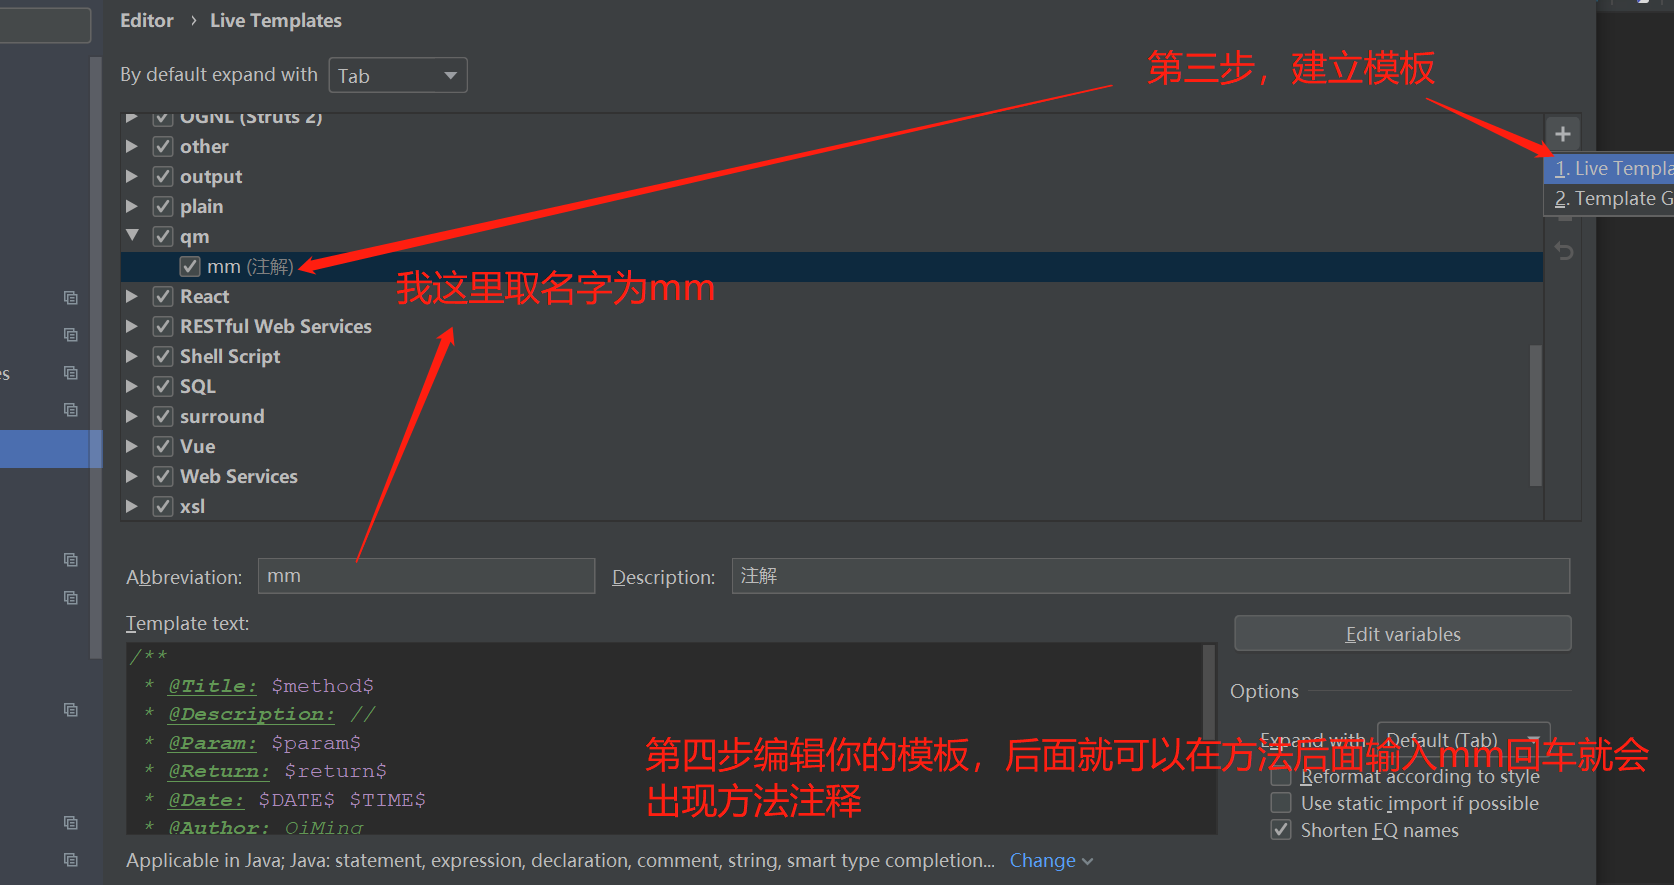 Editor › Live Templates
By default expand with Tab
第三步，建立模板
OGNL (Struts 2)
other
output
plain
qm
mm (注解)
我这里取名字为mm
React
RESTful Web Services
Shell Script
SQL
surround
Vue
Web Services
xsl
1. Live Templa
2. Template G
es
Abbreviation: mm Description: 注解
Template text:
Edit variables
/**
* @Title: $method$
* @Description: //
* @Param: $param$
* @Return: $return$
* @Date: $DATE$ $TIME$
* @Author: QiMing
第四步编辑你的模板，后面就可以在方法后面输入mm回车就会
出现方法注释
Options
Expand with Default (Tab)
Reformat according to style
Use static import if possible
Shorten FQ names
Applicable in Java; Java: statement, expression, declaration, comment, string, smart type completion... Change